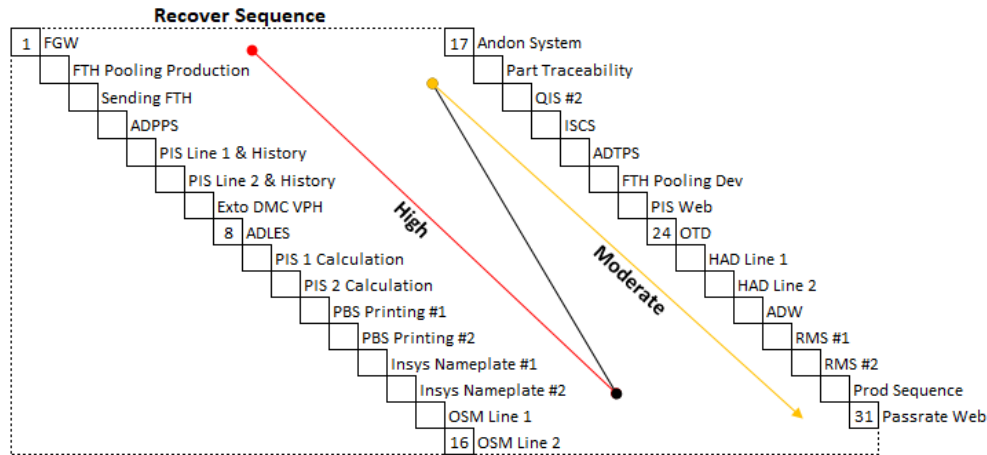 Recover Sequence
1 FGW
FTH Pooling Production
Sending FTH
ADPPS
PIS Line 1 & History
PIS Line 2 & History
Exto DMC VPH
8 ADLES
PIS 1 Calculation
PIS 2 Calculation
PBS Printing #1
PBS Printing #2
Insys Nameplate #1
Insys Nameplate #2
OSM Line 1
16 OSM Line 2
High
17 Andon System
Part Traceability
QIS #2
ISCS
ADTPS
FTH Pooling Dev
PIS Web
24 OTD
HAD Line 1
HAD Line 2
ADW
RMS #1
RMS #2
Prod Sequence
31 Passrate Web
Moderate